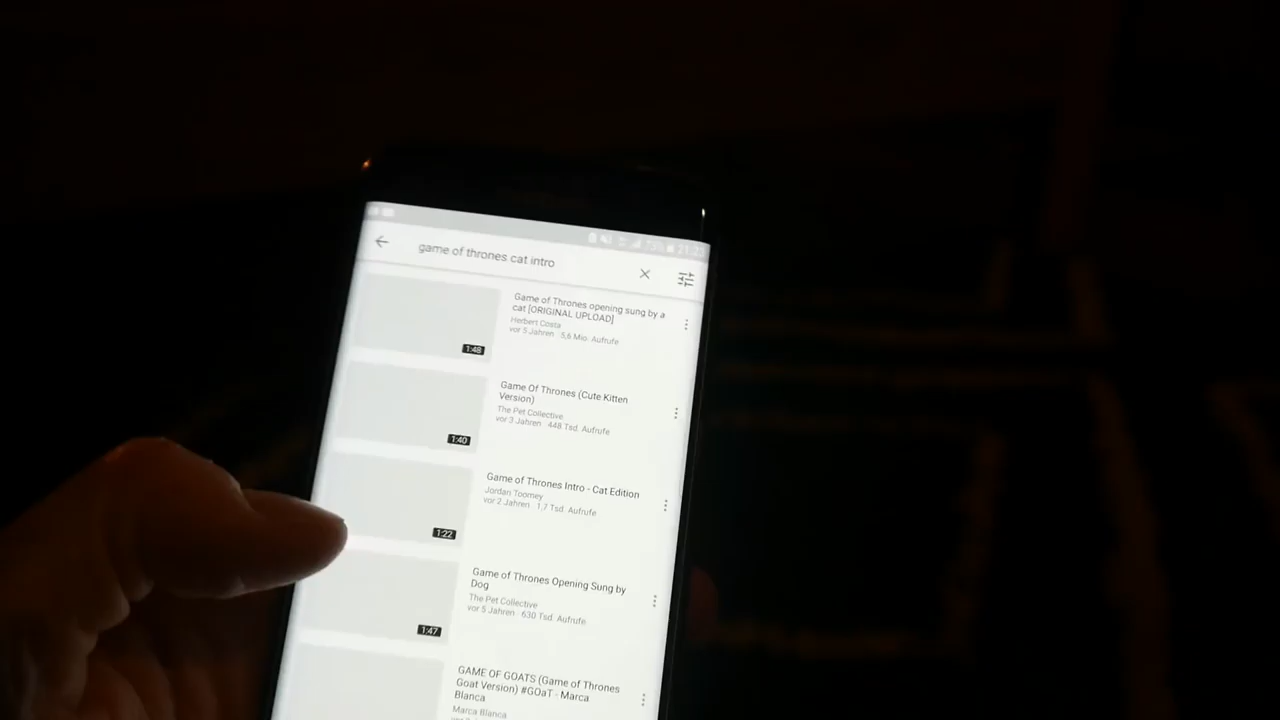 game of thrones cat intro
Game of Thrones opening sung by a
cat [ORIGINAL UPLOAD]
Herbert Costa
vor 5 Jahren · 5,6 Mio. Aufrufe
1:48
Game Of Thrones (Cute Kitten
Version)
The Pet Collective
vor 3 Jahren · 448 Tsd. Aufrufe
1:40
Game of Thrones Intro - Cat Edition
Jordan Toomey
vor 2 Jahren · 1,7 Tsd. Aufrufe
1:22
Game of Thrones Opening Sung by
Dog
The Pet Collective
vor 5 Jahren · 630 Tsd. Aufrufe
1:47
GAME OF GOATS (Game of Thrones
Goat Version) #GOaT - Marca
Blanca
Marca Blanca